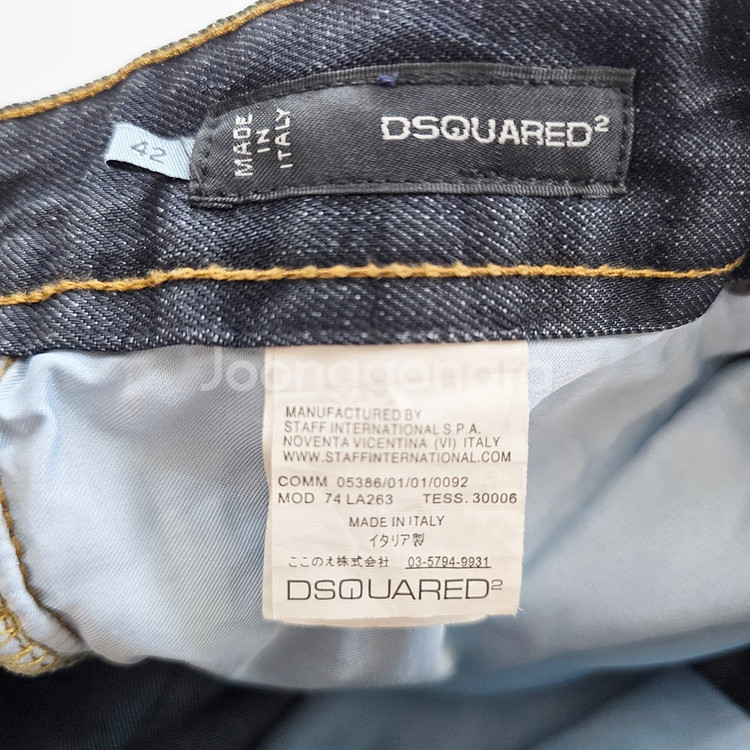 42
MADE
IN
ITALY
DSQUARED2
Joonggonara
MANUFACTURED BY
STAFF INTERNATIONAL S.P.A.
NOVENTA VICENTINA (VI) ITALY
WWW.STAFFINTERNATIONAL.COM
COMM 05386/01/01/0092
MOD 74 LA263 TESS. 30006
MADE IN ITALY
イタリア製
ここのえ株式会社 03-5794-9931
DSQUARED2